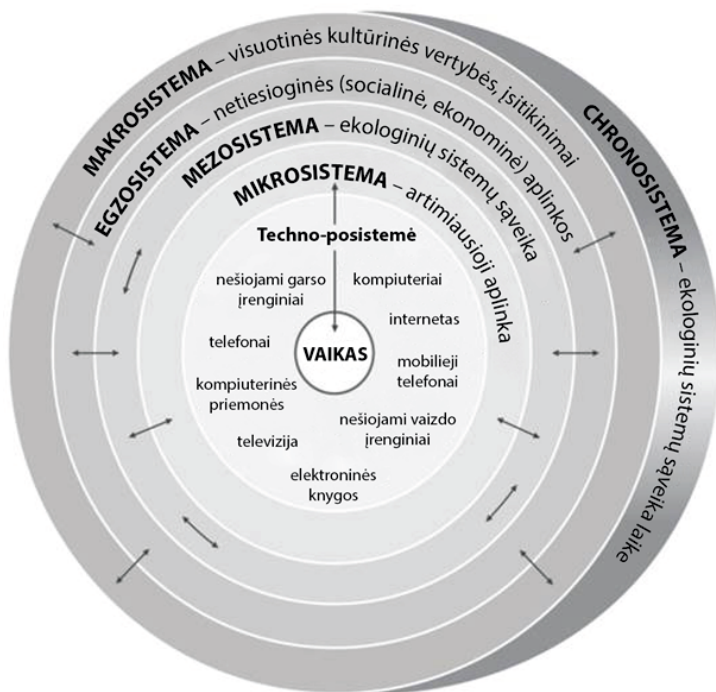 MAKROSISTEMA – visuotinės kultūrinės vertybės, įsitikinimai
EGZOSISTEMA – netiesioginės (socialinė, ekonominė) aplinkos
MEZOSISTEMA – ekologinių sistemų sąveika
MIKROSISTEMA – artimiausioji aplinka
CHRONOSISTEMA – ekologinių sistemų sąveika laike
Techno-posistemė
nešiojami garso
įrenginiai
kompiuteriai
internetas
telefonai
VAIKAS
mobilieji
telefonai
kompiuterinės
priemonės
nešiojami vaizdo
įrenginiai
televizija
elektroninės
knygos